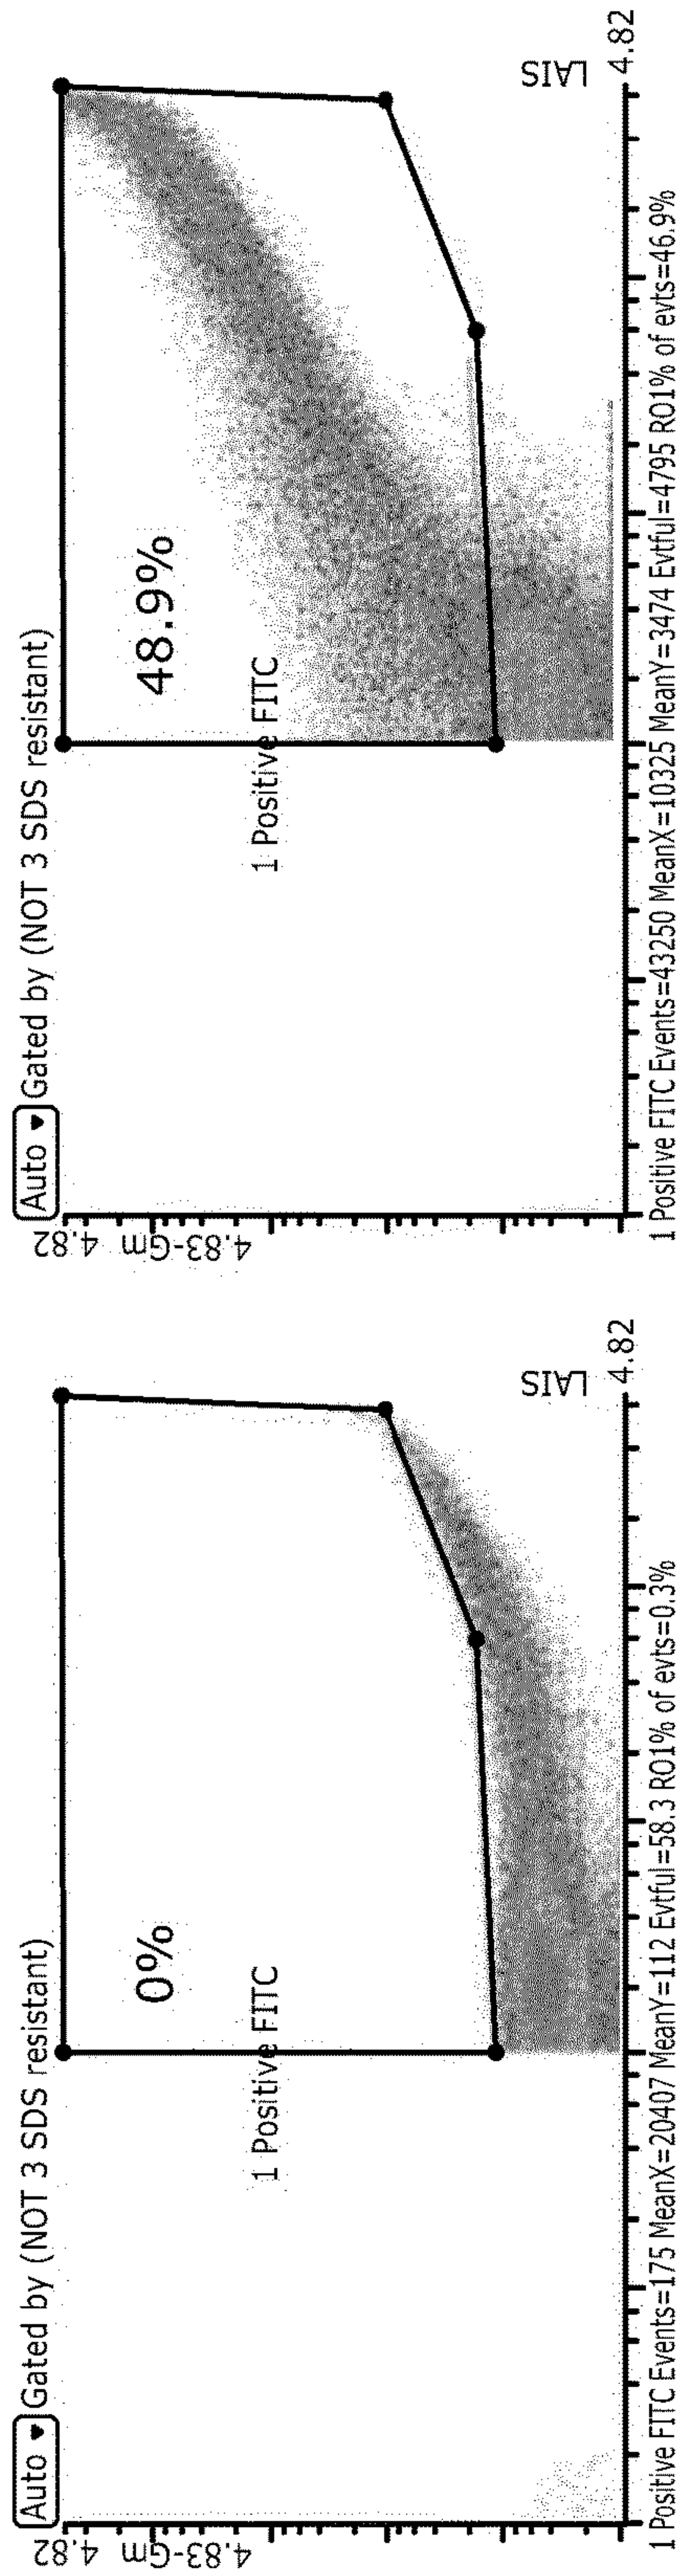 Auto ▾ Gated by (NOT 3 SDS resistant)
4.82
4.83-Gm
0%
1 Positive FITC
LAIS
4.82
1 Positive FITC Events=175 MeanX=20407 MeanY=112 Evtful=58.3 RO1% of evts=0.3%
Auto ▾ Gated by (NOT 3 SDS resistant)
4.82
4.83-Gm
48.9%
1 Positive FITC
LAIS
4.82
1 Positive FITC Events=43250 MeanX=10325 MeanY=3474 Evtful=4795 RO1% of evts=46.9%